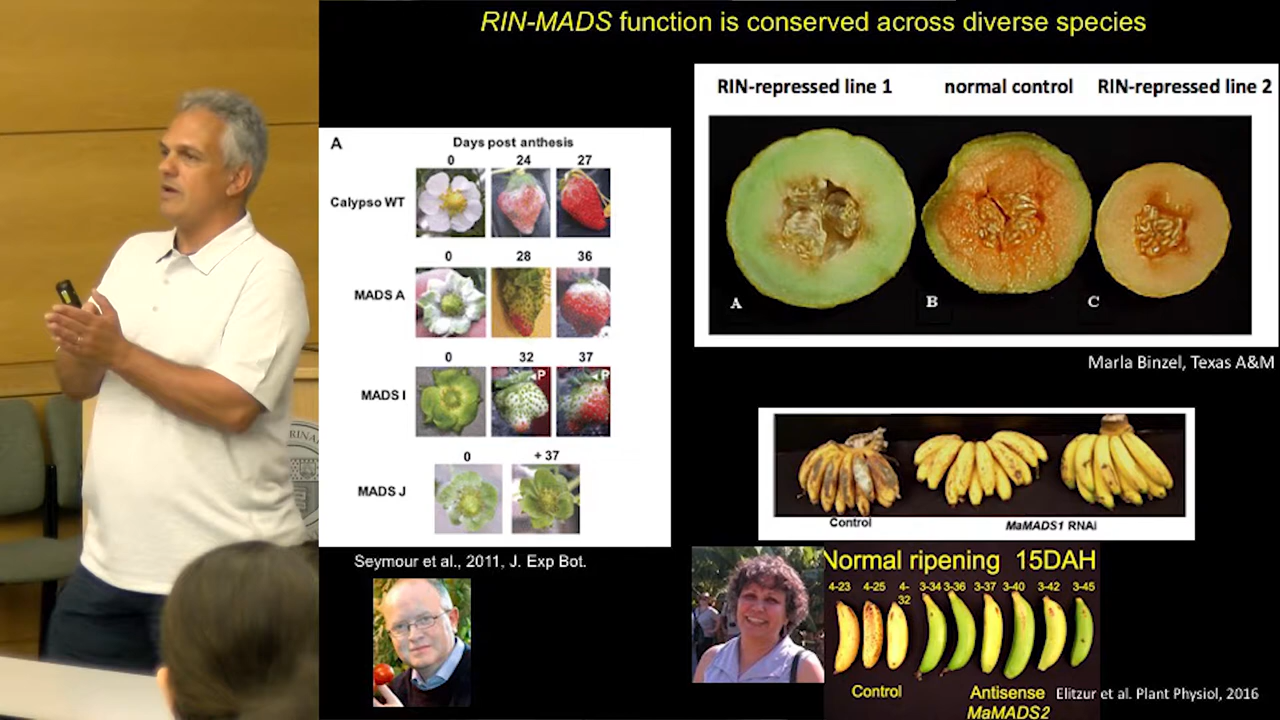 RIN-MADS function is conserved across diverse species
A
Days post anthesis
0 24 27
Calypso WT
0 28 36
MADS A
0 32 37
MADS I
P P
0 + 37
MADS J
Seymour et al., 2011, J. Exp Bot.
RIN-repressed line 1 normal control RIN-repressed line 2
A B C
Marla Binzel, Texas A&M
Control MaMADS1 RNAi
Normal ripening 15DAH
4-23 4-25 4-32 3-34 3-36 3-37 3-40 3-42 3-45
Control Antisense
MaMADS2
Elitzur et al. Plant Physiol, 2016